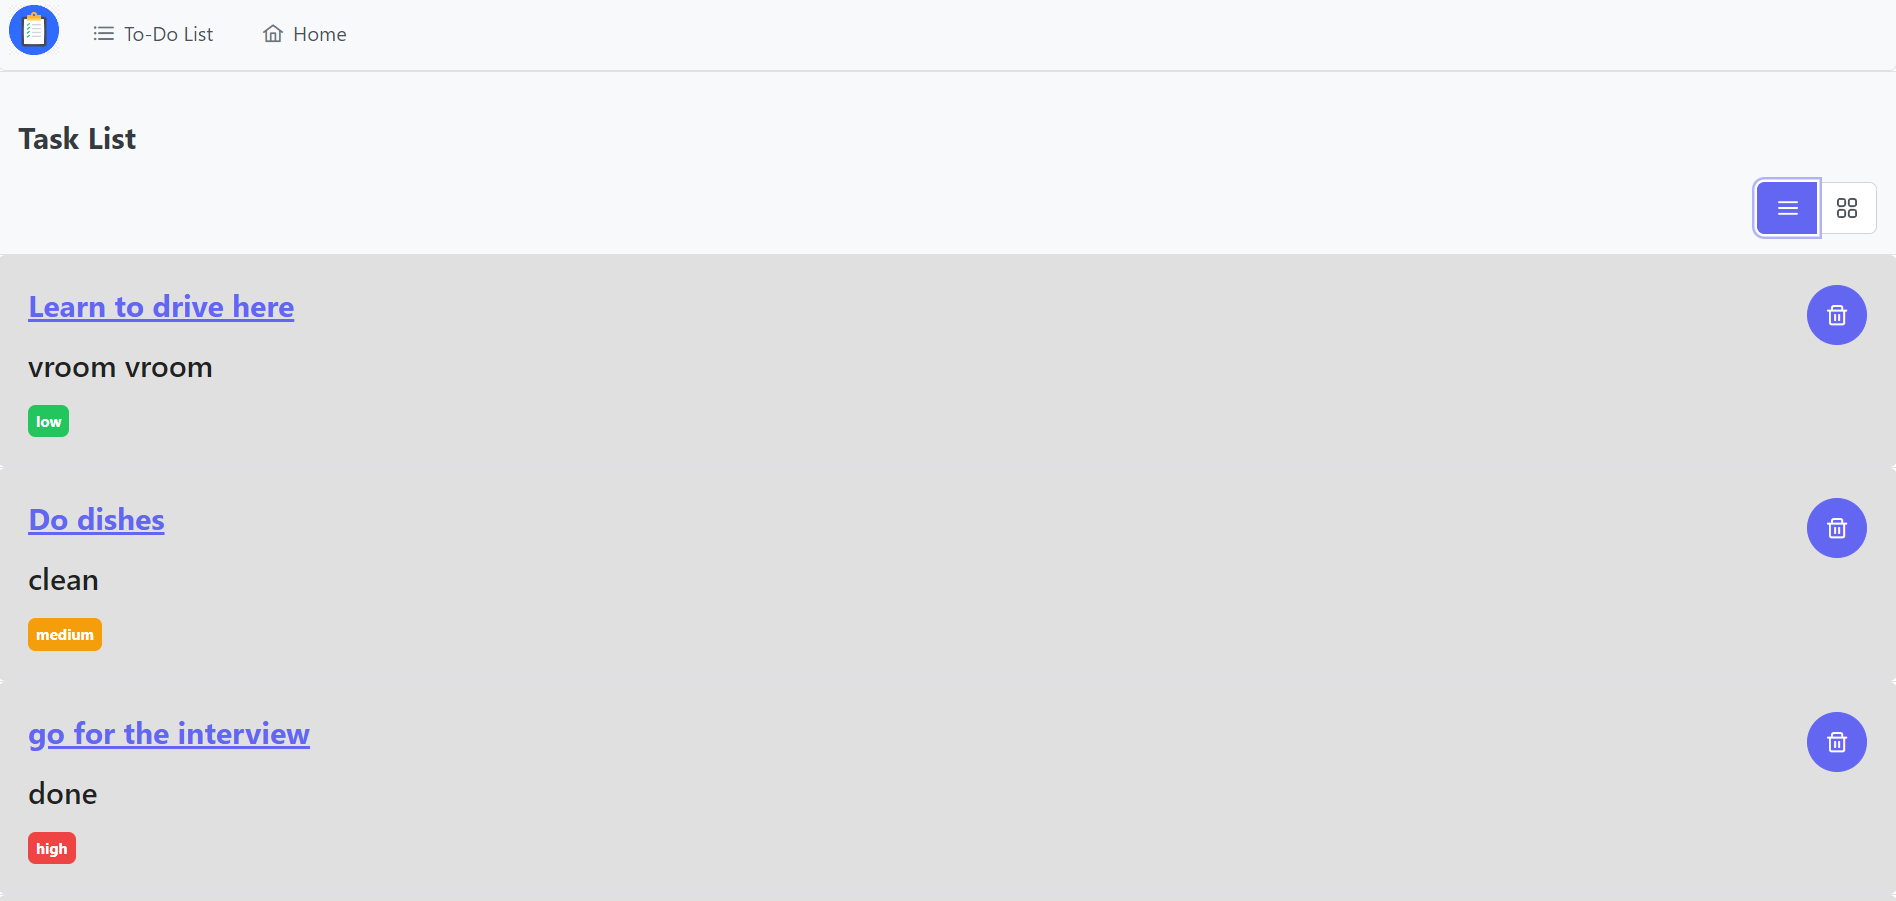 To-Do List Home
Task List
Learn to drive here
vroom vroom
low
Do dishes
clean
medium
go for the interview
done
high